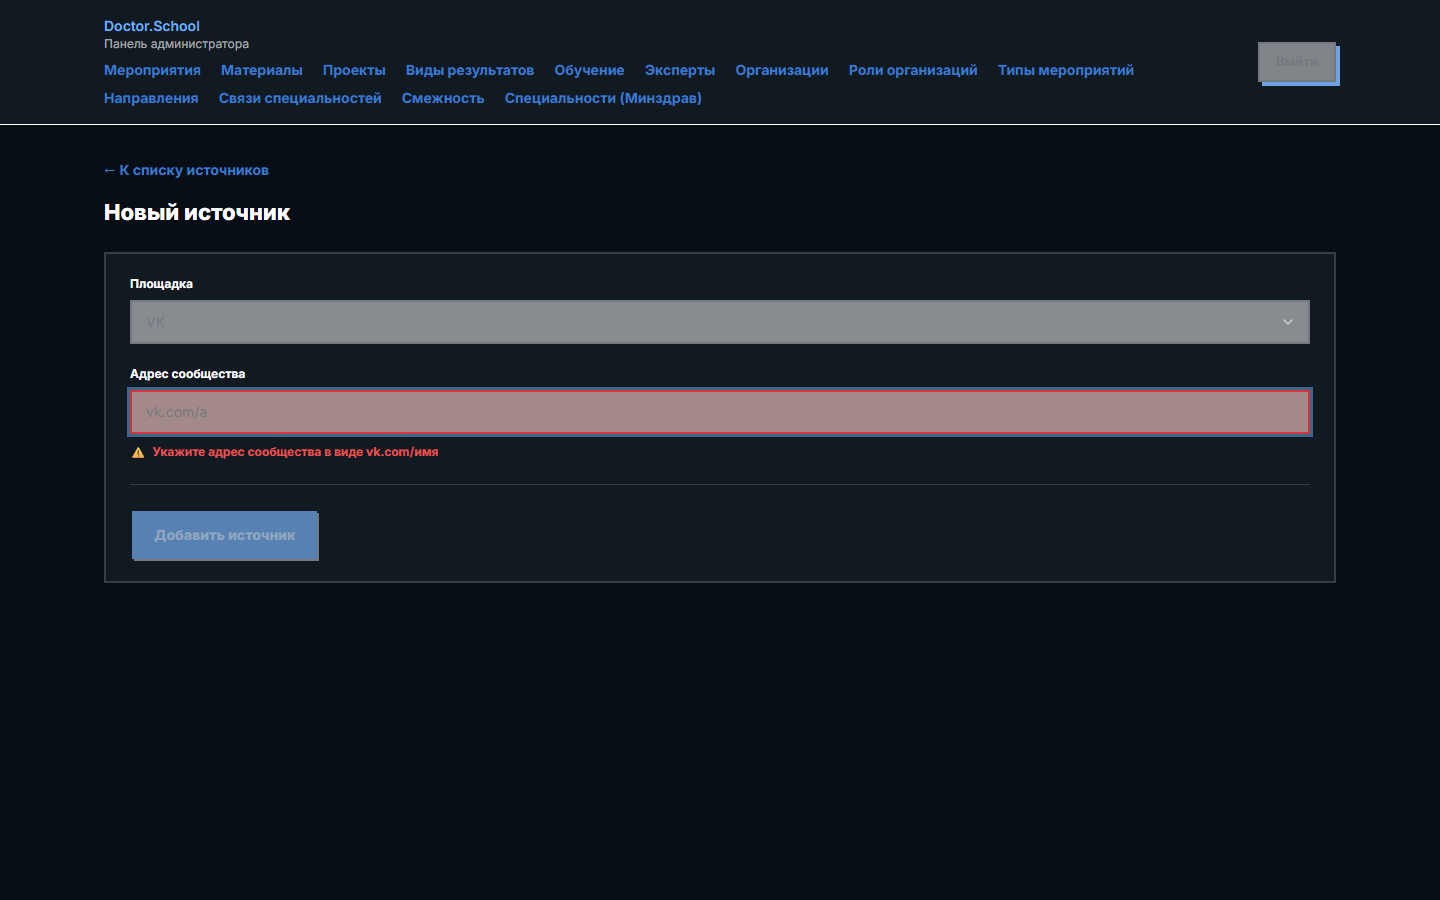 Doctor.School
Панель администратора
Мероприятия Материалы Проекты Виды результатов Обучение Эксперты Организации Роли организаций Типы мероприятий
Направления Связи специальностей Смежность Специальности (Минздрав)
Выйти
← К списку источников
Новый источник
Площадка
VK
Адрес сообщества
vk.com/a
Укажите адрес сообщества в виде vk.com/имя
Добавить источник